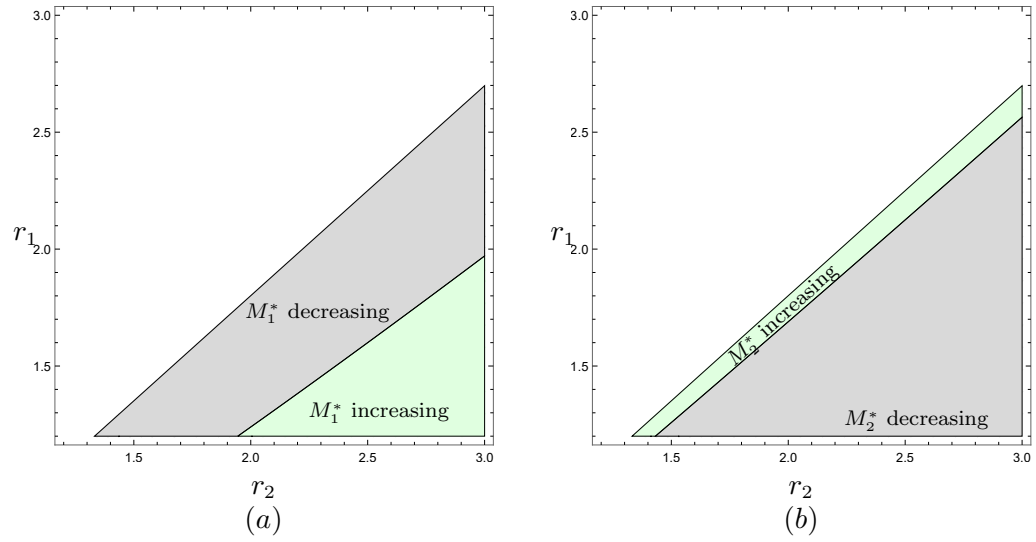 3.0
2.5
2.0
1.5
1.5
2.0
2.5
3.0
r₁
r₂
M₁* decreasing
M₁* increasing
(a)
3.0
2.5
2.0
1.5
1.5
2.0
2.5
3.0
r₁
r₂
M₂* increasing
M₂* decreasing
(b)